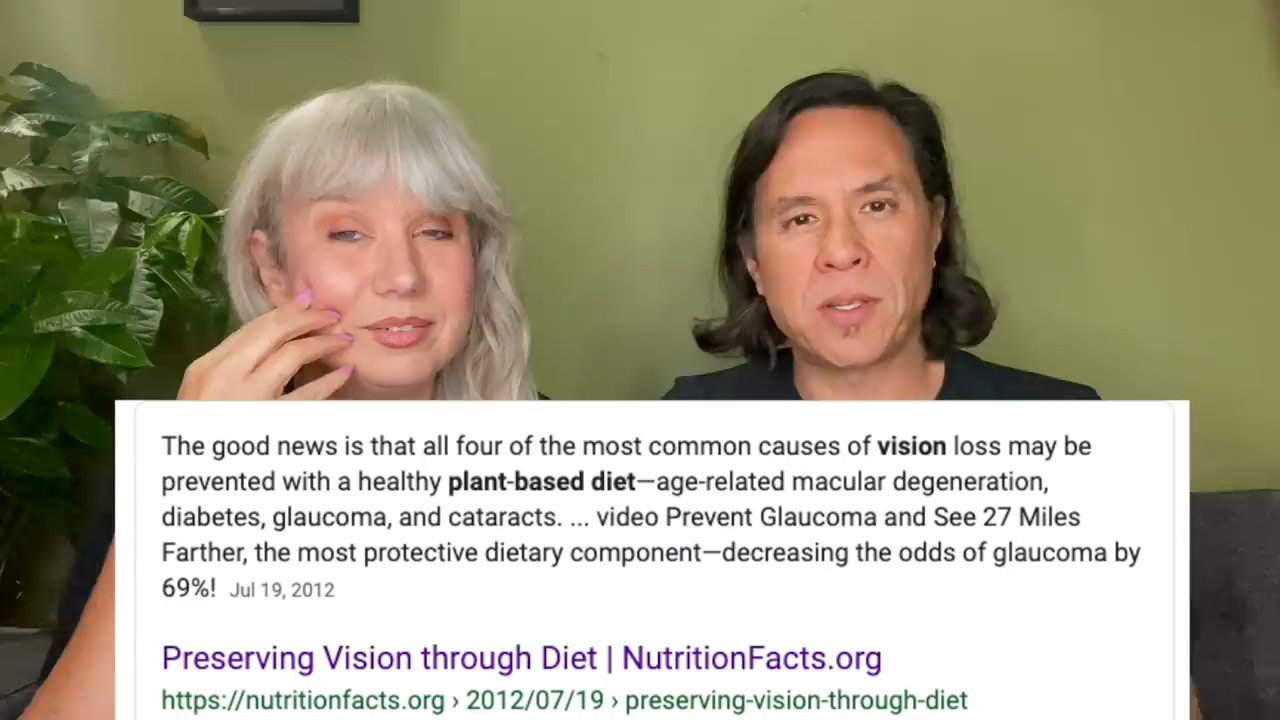 The good news is that all four of the most common causes of vision loss may be
prevented with a healthy plant-based diet—age-related macular degeneration,
diabetes, glaucoma, and cataracts. ... video Prevent Glaucoma and See 27 Miles
Farther, the most protective dietary component—decreasing the odds of glaucoma by
69%! Jul 19, 2012
Preserving Vision through Diet | NutritionFacts.org
https://nutritionfacts.org › 2012/07/19 › preserving-vision-through-diet